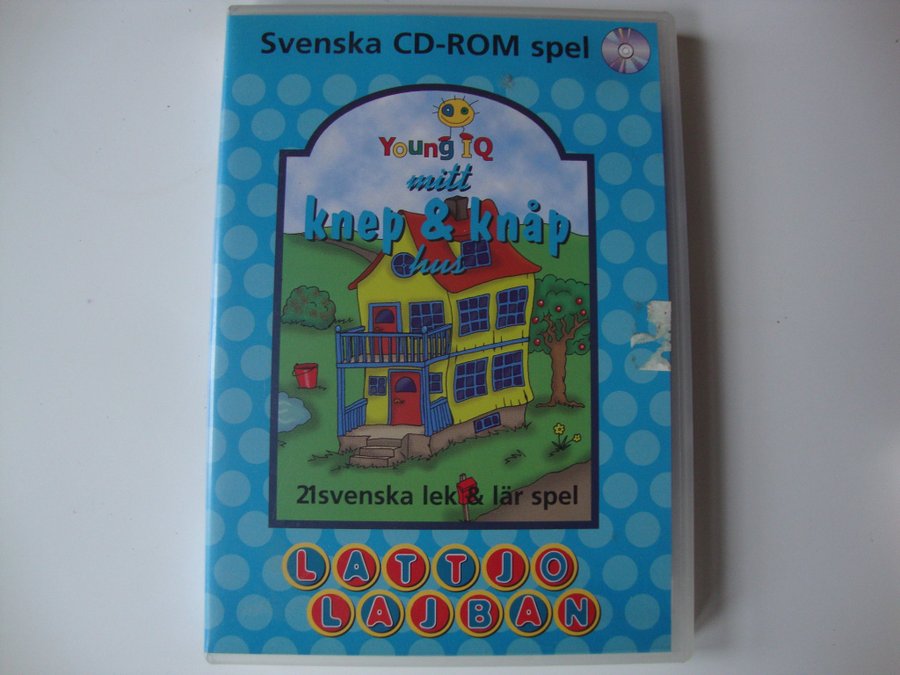 Svenska CD-ROM spel
Young IQ
mitt
knep & knåp
hus
21svenska lek & lär spel
LATTJO
LAJBAN